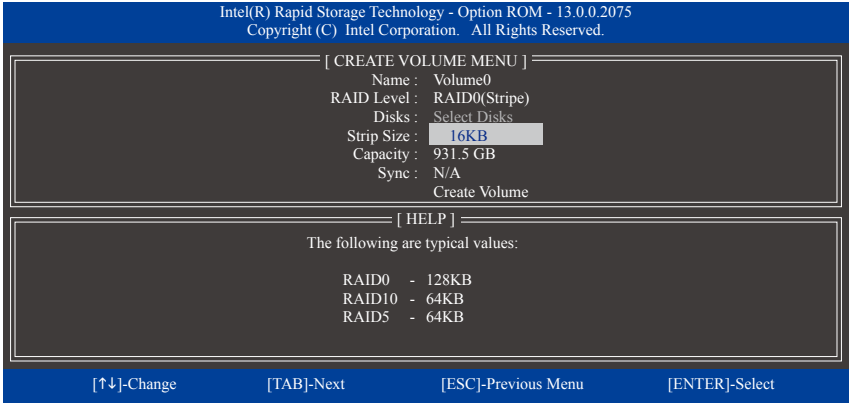 Intel(R) Rapid Storage Technology - Option ROM - 13.0.0.2075
Copyright (C) Intel Corporation. All Rights Reserved.
[ CREATE VOLUME MENU ]
Name : Volume0
RAID Level : RAID0(Stripe)
Disks : Select Disks
Strip Size : 16KB
Capacity : 931.5 GB
Sync : N/A
Create Volume
[ HELP ]
The following are typical values:
RAID0 - 128KB
RAID10 - 64KB
RAID5 - 64KB
[↑↓]-Change [TAB]-Next [ESC]-Previous Menu [ENTER]-Select